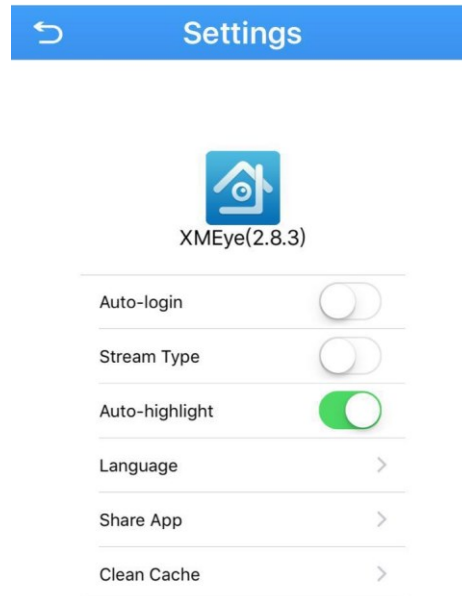 Settings
XMEye(2.8.3)
Auto-login
Stream Type
Auto-highlight
Language
Share App
Clean Cache